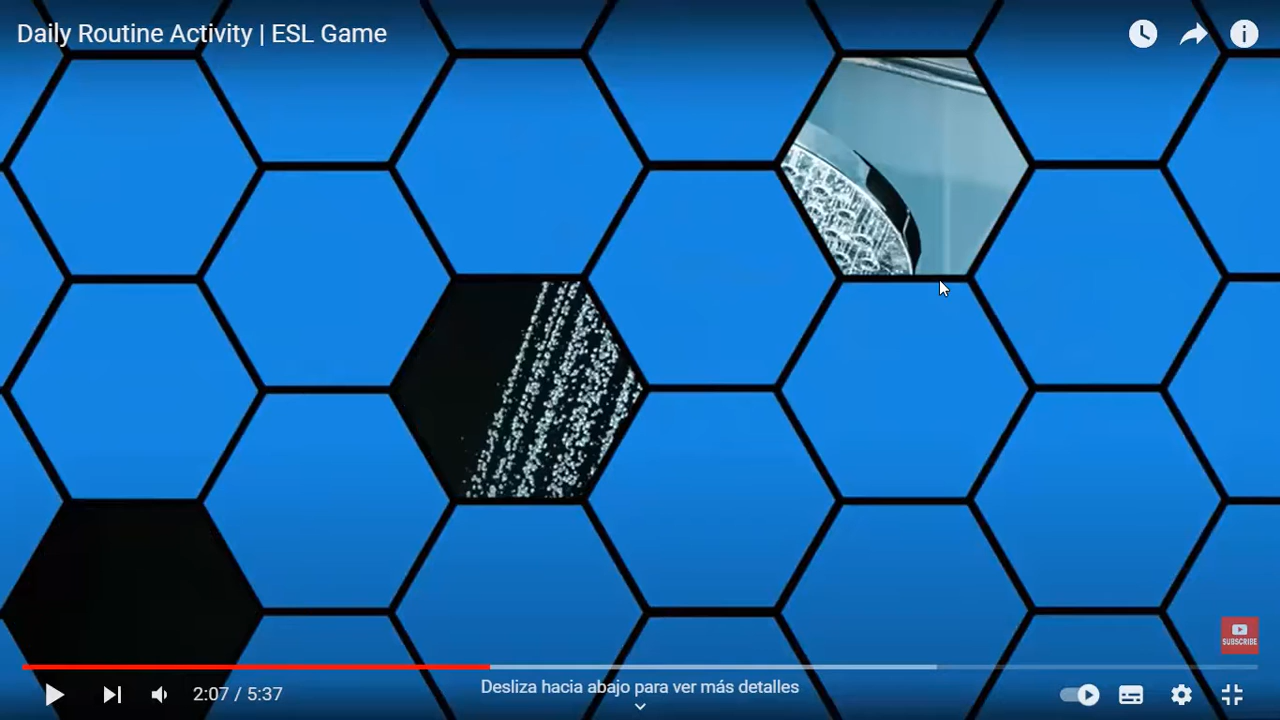 Daily Routine Activity | ESL Game
SUBSCRIBE
2:07 / 5:37
Desliza hacia abajo para ver más detalles